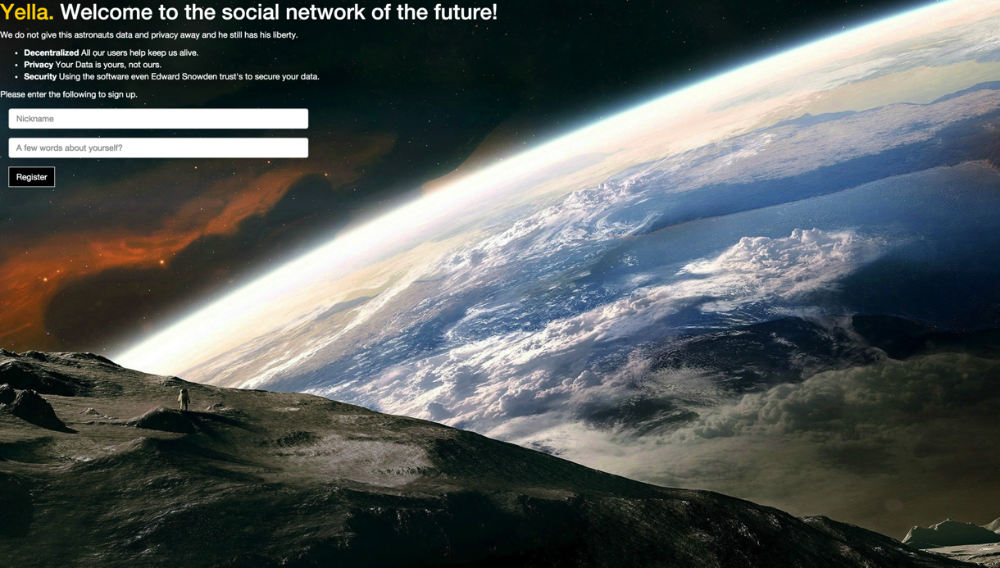 Yella. Welcome to the social network of the future!
We do not give this astronauts data and privacy away and he still has his liberty.
• Decentralized All our users help keep us alive.
• Privacy Your Data is yours, not ours.
• Security Using the software even Edward Snowden trust's to secure your data.
Please enter the following to sign up.
Nickname
A few words about yourself?
Register